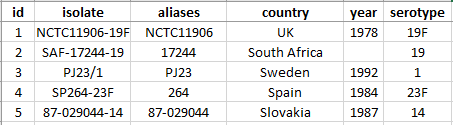 id isolate aliases country year serotype
1 NCTC11906-19F NCTC11906 UK 1978 19F
2 SAF-17244-19 17244 South Africa 19
3 PJ23/1 PJ23 Sweden 1992 1
4 SP264-23F 264 Spain 1984 23F
5 87-029044-14 87-029044 Slovakia 1987 14